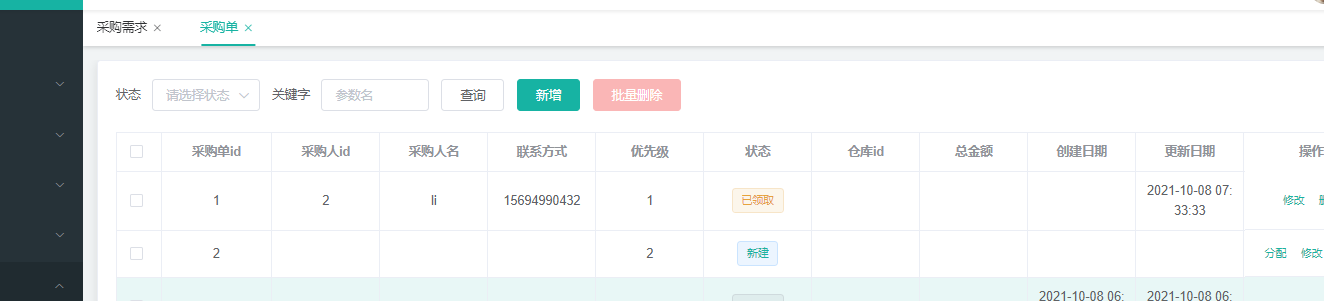 采购需求 × 采购单 ×
状态 请选择状态 关键字 参数名 查询 新增 批量删除
采购单id 采购人id 采购人名 联系方式 优先级 状态 仓库id 总金额 创建日期 更新日期 操作
1 2 li 15694990432 1 已领取 2021-10-08 07:33:33 修改
2 2 新建 分配 修改
2021-10-08 06: 2021-10-08 06: